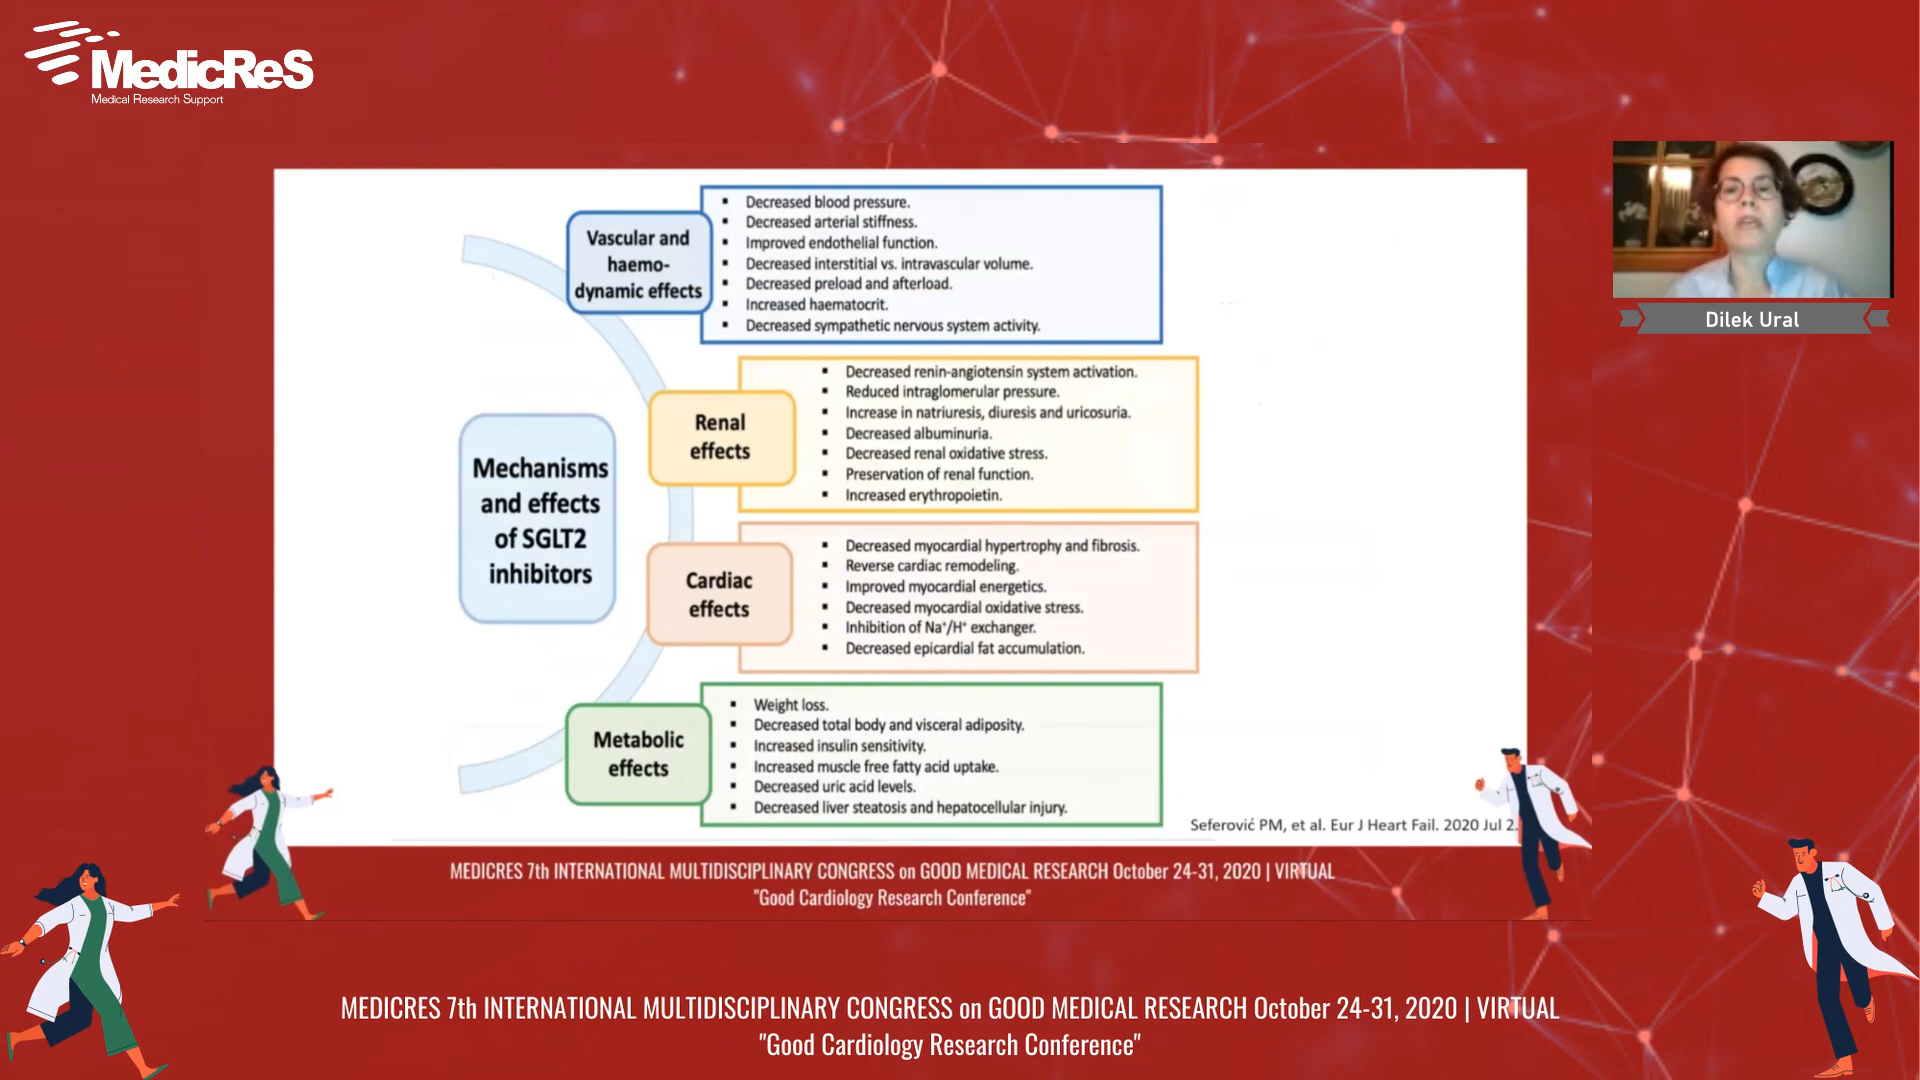 MedicReS
Medical Research Support
Vascular and
haemo-
dynamic effects
▪ Decreased blood pressure.
▪ Decreased arterial stiffness.
▪ Improved endothelial function.
▪ Decreased interstitial vs. intravascular volume.
▪ Decreased preload and afterload.
▪ Increased haematocrit.
▪ Decreased sympathetic nervous system activity.
Renal
effects
▪ Decreased renin-angiotensin system activation.
▪ Reduced intraglomerular pressure.
▪ Increase in natriuresis, diuresis and uricosuria.
▪ Decreased albuminuria.
▪ Decreased renal oxidative stress.
▪ Preservation of renal function.
▪ Increased erythropoietin.
Mechanisms
and effects
of SGLT2
inhibitors
Cardiac
effects
▪ Decreased myocardial hypertrophy and fibrosis.
▪ Reverse cardiac remodeling.
▪ Improved myocardial energetics.
▪ Decreased myocardial oxidative stress.
▪ Inhibition of Na⁺/H⁺ exchanger.
▪ Decreased epicardial fat accumulation.
Metabolic
effects
▪ Weight loss.
▪ Decreased total body and visceral adiposity.
▪ Increased insulin sensitivity.
▪ Increased muscle free fatty acid uptake.
▪ Decreased uric acid levels.
▪ Decreased liver steatosis and hepatocellular injury.
Seferović PM, et al. Eur J Heart Fail. 2020 Jul 2.
Dilek Ural
MEDICRES 7th INTERNATIONAL MULTIDISCIPLINARY CONGRESS on GOOD MEDICAL RESEARCH October 24-31, 2020 | VIRTUAL
"Good Cardiology Research Conference"
MEDICRES 7th INTERNATIONAL MULTIDISCIPLINARY CONGRESS on GOOD MEDICAL RESEARCH October 24-31, 2020 | VIRTUAL
"Good Cardiology Research Conference"